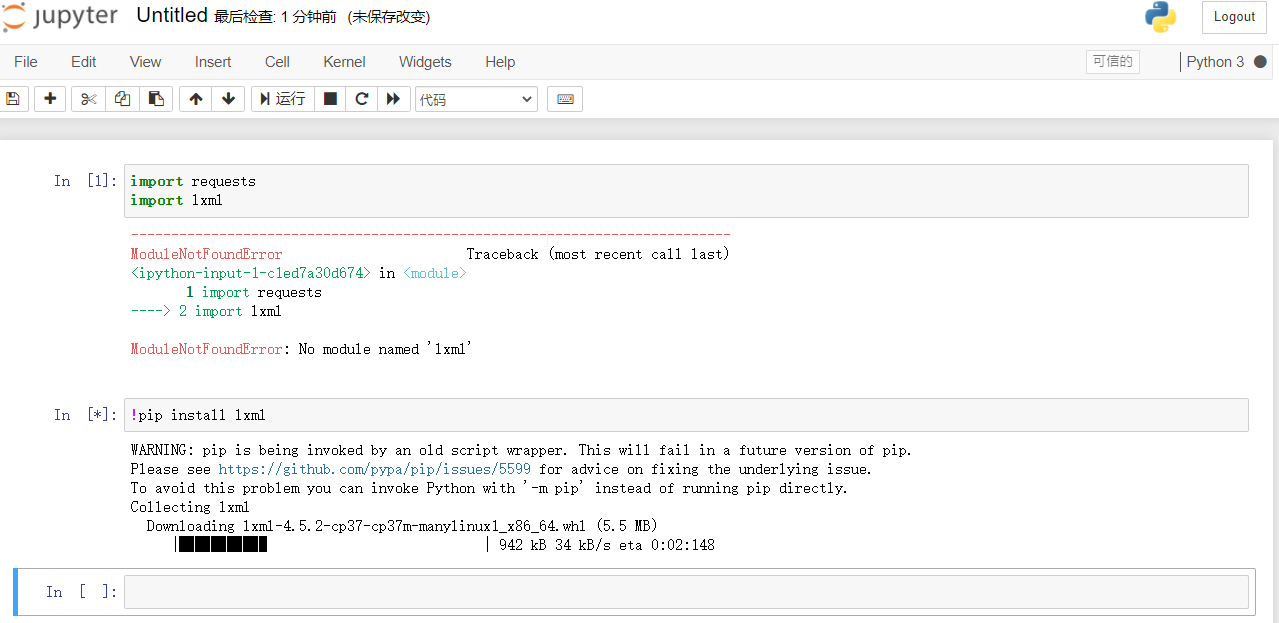 jupyter Untitled 最后检查: 1 分钟前 (未保存改变) Logout
File Edit View Insert Cell Kernel Widgets Help 可信的 Python 3
运行 代码
In [1]: import requests
import lxml
---------------------------------------------------------------------------
ModuleNotFoundError Traceback (most recent call last)
<ipython-input-1-c1ed7a30d674> in <module>
1 import requests
----> 2 import lxml
ModuleNotFoundError: No module named 'lxml'
In [*]: !pip install lxml
WARNING: pip is being invoked by an old script wrapper. This will fail in a future version of pip.
Please see https://github.com/pypa/pip/issues/5599 for advice on fixing the underlying issue.
To avoid this problem you can invoke Python with '-m pip' instead of running pip directly.
Collecting lxml
Downloading lxml-4.5.2-cp37-cp37m-manylinux1_x86_64.whl (5.5 MB)
|██████ | 942 kB 34 kB/s eta 0:02:148
In [ ]: